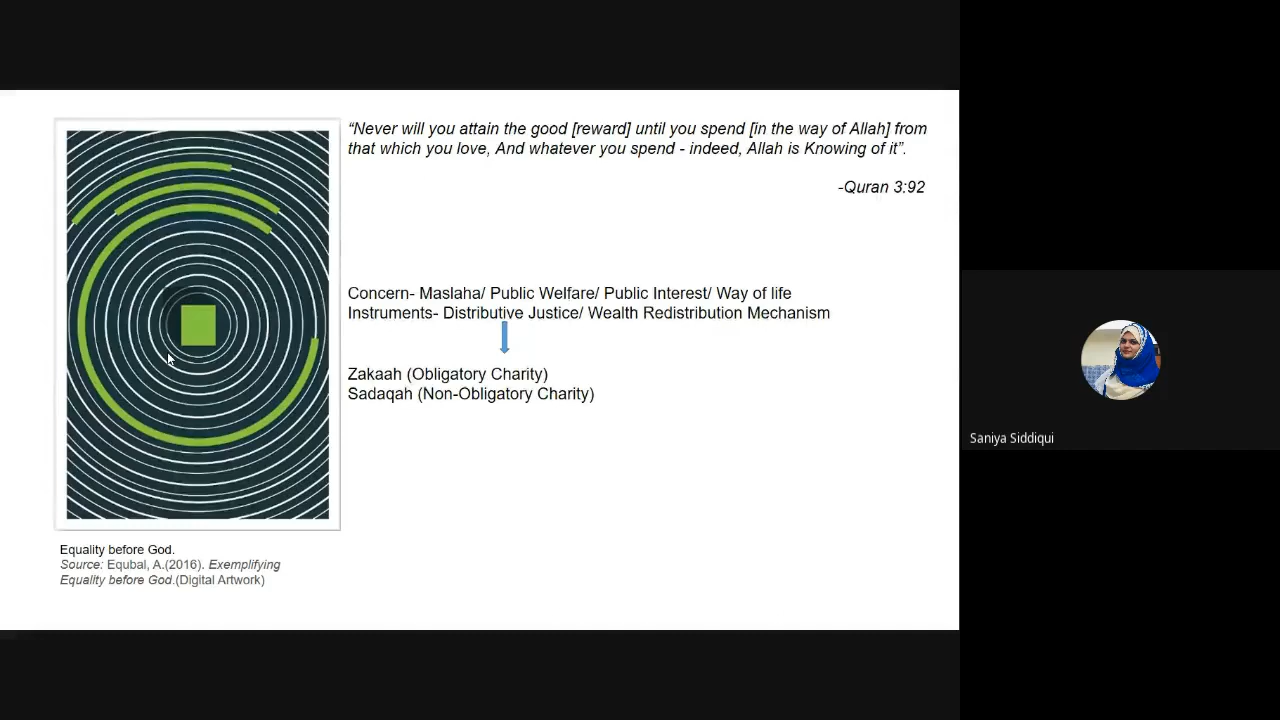 “Never will you attain the good [reward] until you spend [in the way of Allah] from
that which you love, And whatever you spend - indeed, Allah is Knowing of it”.
-Quran 3:92
Concern- Maslaha/ Public Welfare/ Public Interest/ Way of life
Instruments- Distributive Justice/ Wealth Redistribution Mechanism
Zakaah (Obligatory Charity)
Sadaqah (Non-Obligatory Charity)
Equality before God.
Source: Equbal, A.(2016). Exemplifying
Equality before God.(Digital Artwork)
Saniya Siddiqui